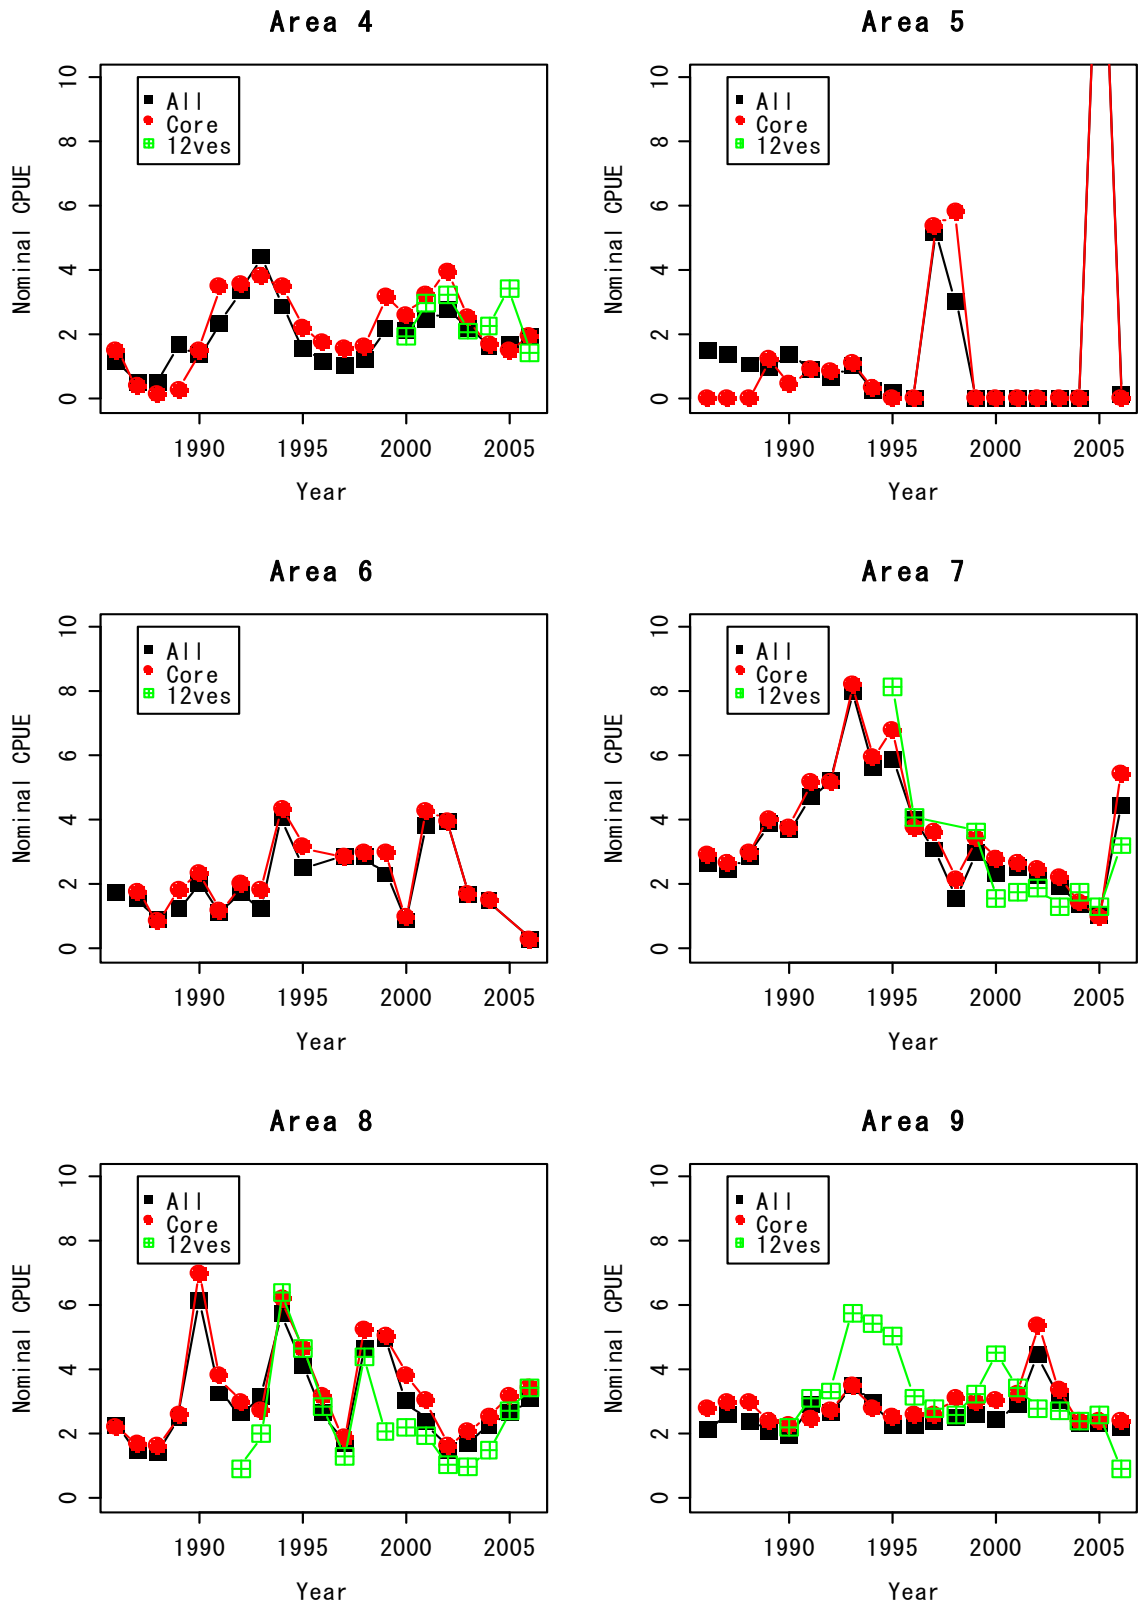 Area 4
Nominal CPUE
10
8
6
4
2
0
All
Core
12ves
1990 1995 2000 2005
Year
Area 5
Nominal CPUE
10
8
6
4
2
0
All
Core
12ves
1990 1995 2000 2005
Year
Area 6
Nominal CPUE
10
8
6
4
2
0
All
Core
12ves
1990 1995 2000 2005
Year
Area 7
Nominal CPUE
10
8
6
4
2
0
All
Core
12ves
1990 1995 2000 2005
Year
Area 8
Nominal CPUE
10
8
6
4
2
0
All
Core
12ves
1990 1995 2000 2005
Year
Area 9
Nominal CPUE
10
8
6
4
2
0
All
Core
12ves
1990 1995 2000 2005
Year